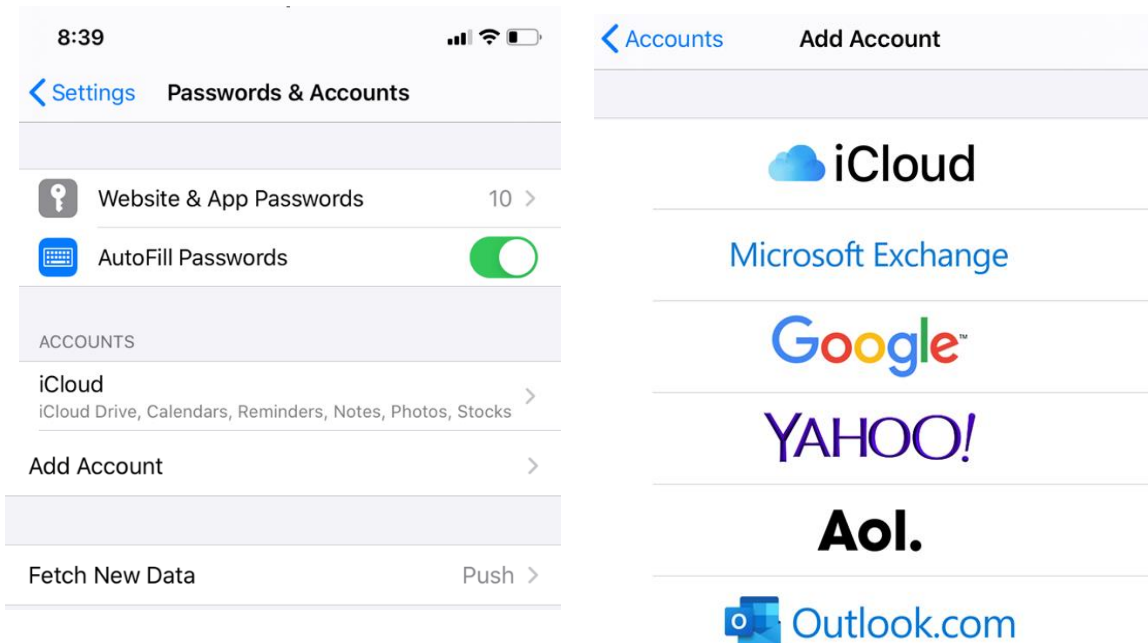 8:39
Settings Passwords & Accounts
Website & App Passwords 10
AutoFill Passwords
ACCOUNTS
iCloud
iCloud Drive, Calendars, Reminders, Notes, Photos, Stocks
Add Account
Fetch New Data Push
Accounts Add Account
iCloud
Microsoft Exchange
Google™
YAHOO!
Aol.
Outlook.com